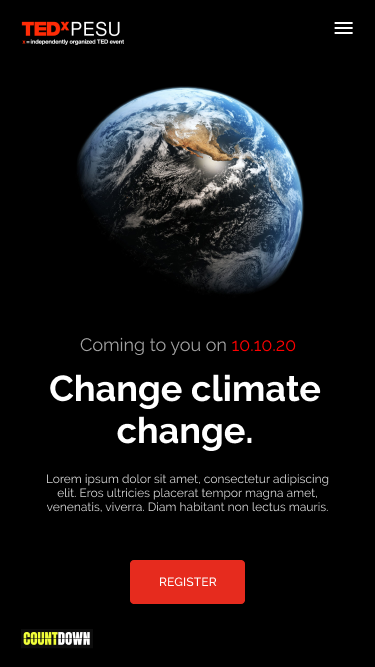 TEDxPESU
x = independently organized TED event
Coming to you on 10.10.20
Change climate
change.
Lorem ipsum dolor sit amet, consectetur adipiscing
elit. Eros ultricies placerat tempor magna amet,
venenatis, viverra. Diam habitant non lectus mauris.
REGISTER
COUNTDOWN